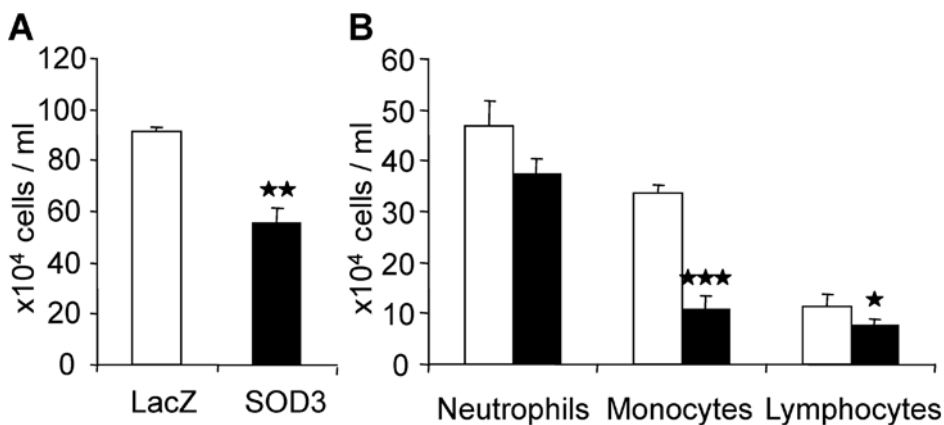 A
x10⁴ cells / ml
120
100
80
60
40
20
0
★★
LacZ SOD3
B
x10⁴ cells / ml
60
50
40
30
20
10
0
★★★
★
Neutrophils Monocytes Lymphocytes